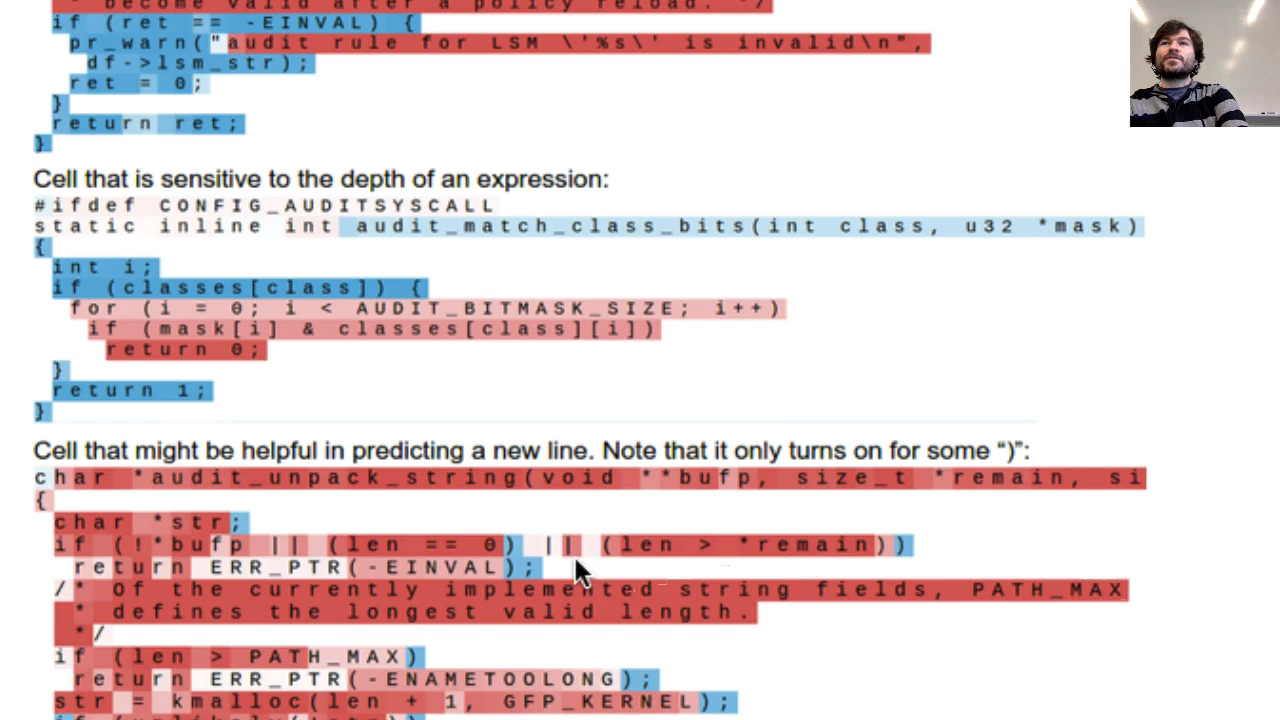 * become valid after a policy reload. */
if (ret == -EINVAL) {
pr_warn("audit rule for LSM \'%s\' is invalid\n",
df->lsm_str);
ret = 0;
}
return ret;
}
Cell that is sensitive to the depth of an expression:
#ifdef CONFIG_AUDITSYSCALL
static inline int audit_match_class_bits(int class, u32 *mask)
{
int i;
if (classes[class]) {
for (i = 0; i < AUDIT_BITMASK_SIZE; i++)
if (mask[i] & classes[class][i])
return 0;
}
return 1;
}
Cell that might be helpful in predicting a new line. Note that it only turns on for some “)”:
char *audit_unpack_string(void **bufp, size_t *remain, si
{
char *str;
if (!*bufp || (len == 0) || (len > *remain))
return ERR_PTR(-EINVAL);
/* Of the currently implemented string fields, PATH_MAX
* defines the longest valid length.
*/
if (len > PATH_MAX)
return ERR_PTR(-ENAMETOOLONG);
str = kmalloc(len + 1, GFP_KERNEL);